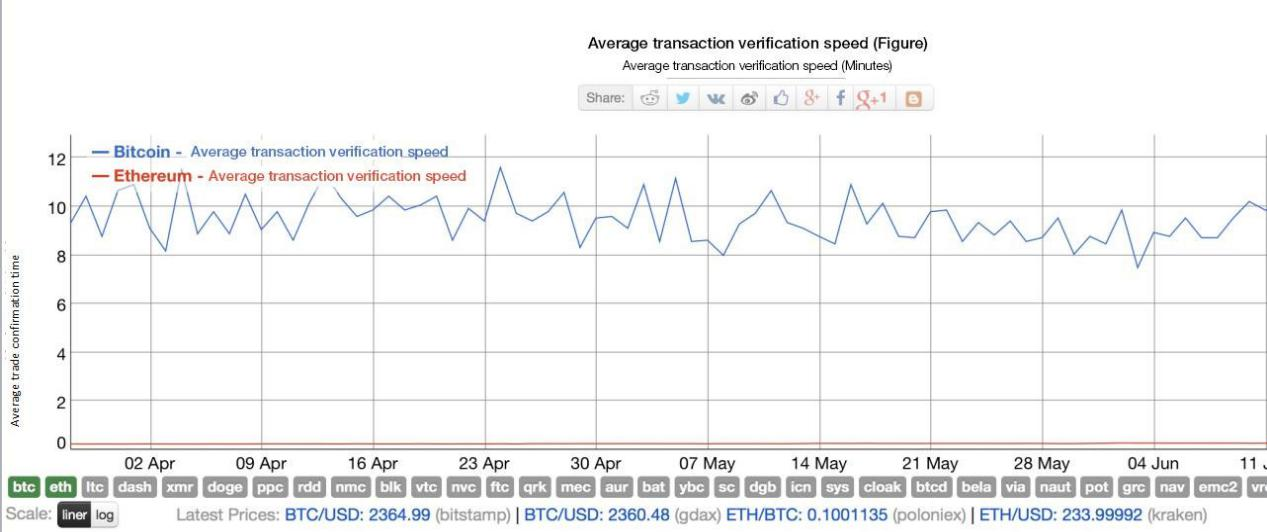 Average transaction verification speed (Figure)
Average transaction verification speed (Minutes)
Share: g+ f g+1
Bitcoin - Average transaction verification speed
Ethereum - Average transaction verification speed
12
10
8
6
4
2
0
Average trade confirmation time
02 Apr 09 Apr 16 Apr 23 Apr 30 Apr 07 May 14 May 21 May 28 May 04 Jun 11 J
btc eth ltc dash xmr doge ppc rdd nmc blk vtc nvc ftc qrk mec aur bat ybc sc dgb icn sys cloak btcd bela via naut pot grc nav emc2 vr
Scale: liner log Latest Prices: BTC/USD: 2364.99 (bitstamp) | BTC/USD: 2360.48 (gdax) ETH/BTC: 0.1001135 (poloniex) | ETH/USD: 233.99992 (kraken)